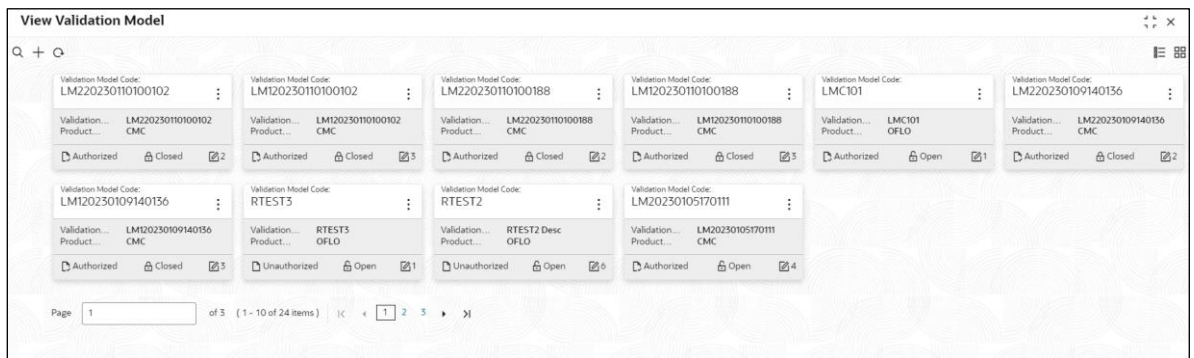 View Validation Model
Validation Model Code: Validation Model Code: Validation Model Code: Validation Model Code: Validation Model Code: Validation Model Code:
LM220230110100102 LM120230110100102 LM220230110100188 LM120230110100188 LMC101 LM220230109140136
Validation... LM220230110100102 Validation... LM120230110100102 Validation... LM220230110100188 Validation... LM120230110100188 Validation... LMC101 Validation... LM220230109140136
Product... CMC Product... CMC Product... CMC Product... CMC Product... OFLO Product... CMC
Authorized Closed 2 Authorized Closed 3 Authorized Closed 2 Authorized Closed 3 Authorized Open 1 Authorized Closed 2
Validation Model Code: Validation Model Code: Validation Model Code: Validation Model Code:
LM120230109140136 RTEST3 RTEST2 LM20230105170111
Validation... LM120230109140136 Validation... RTEST3 Validation... RTEST2 Desc Validation... LM20230105170111
Product... CMC Product... OFLO Product... OFLO Product... CMC
Authorized Closed 3 Unauthorized Open 1 Unauthorized Open 6 Authorized Open 4
Page 1 of 3 (1 - 10 of 24 items) 1 2 3